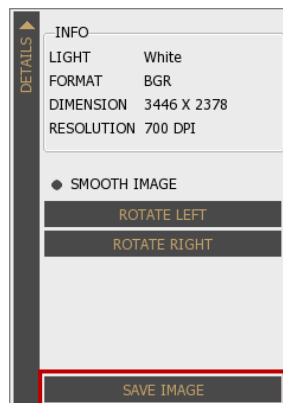 DETAILS
INFO
LIGHT White
FORMAT BGR
DIMENSION 3446 X 2378
RESOLUTION 700 DPI
SMOOTH IMAGE
ROTATE LEFT
ROTATE RIGHT
SAVE IMAGE